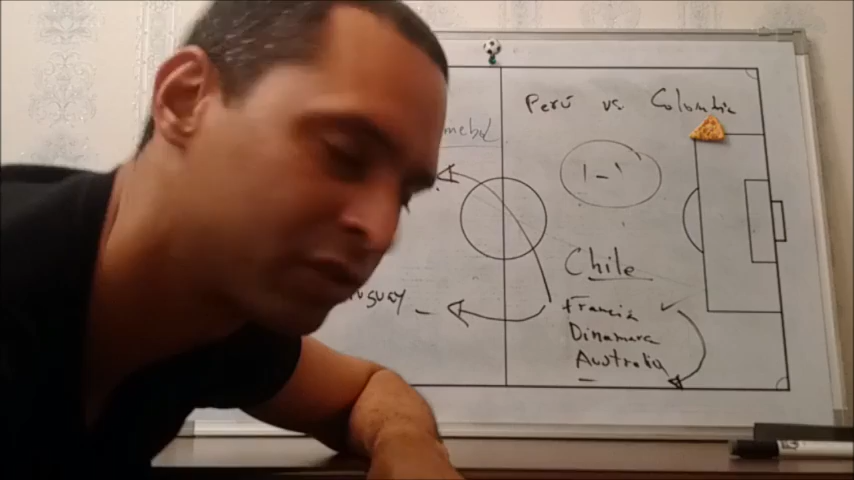 Perú vs. Colombia
1-1
Chile
Francia
Dinamarca
Australia